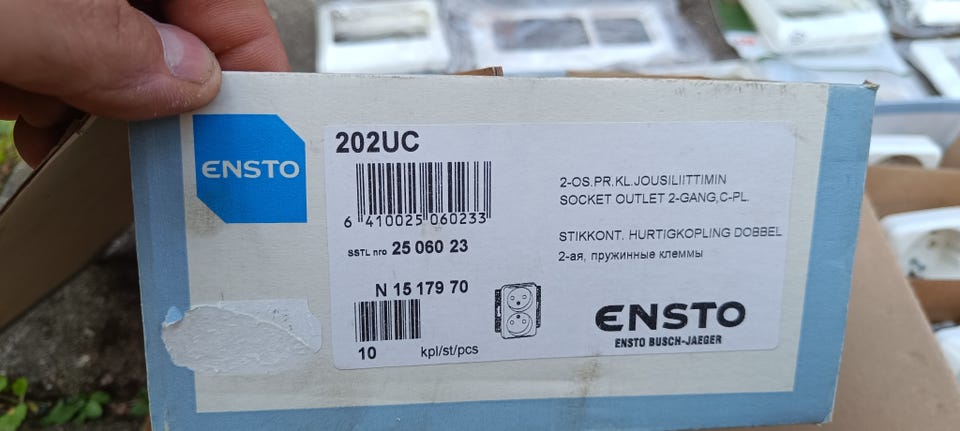 ENSTO
202UC
6 410025 060233
SSTL nro 25 060 23
N 15 179 70
10 kpl/st/pcs
2-OS.PR.KL.JOUSILIITTIMIN
SOCKET OUTLET 2-GANG,C-PL.
STIKKONT. HURTIGKOPLING DOBBEL
2-ая, пружинные клеммы
ENSTO
ENSTO BUSCH-JAEGER